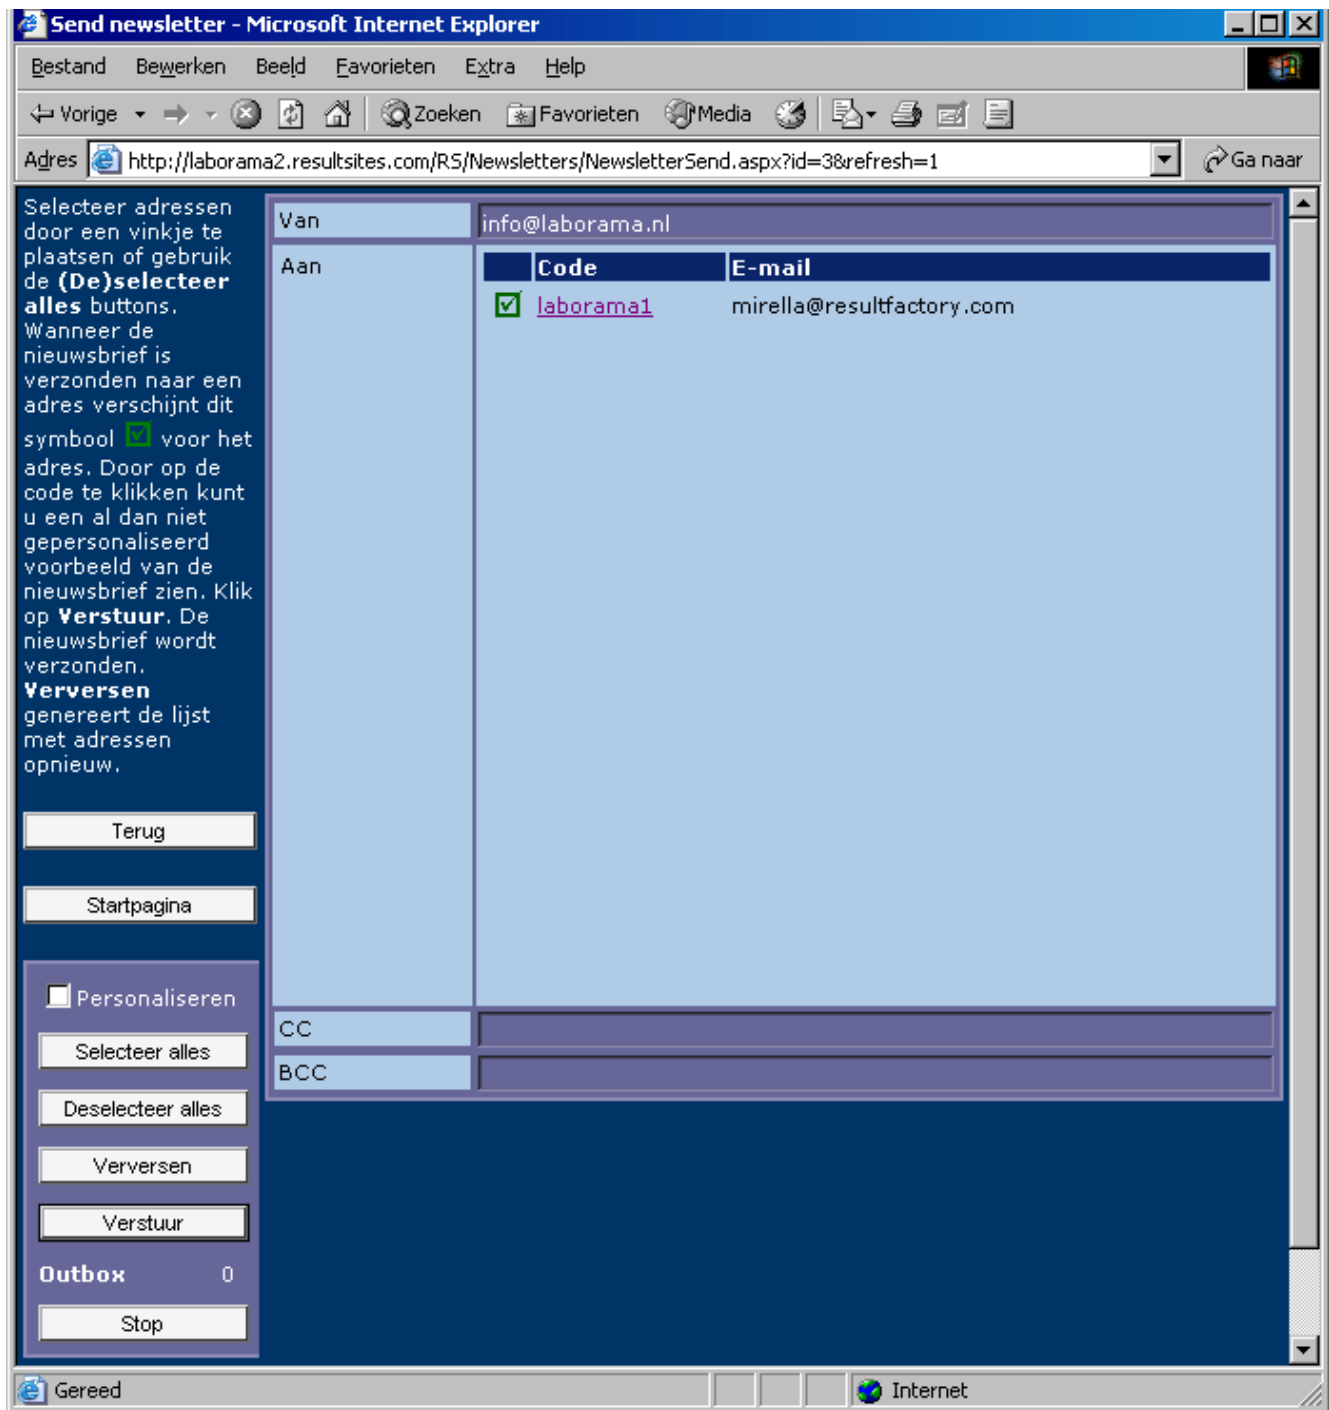 Send newsletter - Microsoft Internet Explorer
Bestand Bewerken Beeld Favorieten Extra Help
Vorige Zoeken Favorieten Media
Adres http://laborama2.resultsites.com/RS/Newsletters/NewsletterSend.aspx?id=3&refresh=1 Ga naar
Selecteer adressen
door een vinkje te
plaatsen of gebruik
de (De)selecteer
alles buttons.
Wanneer de
nieuwsbrief is
verzonden naar een
adres verschijnt dit
symbool voor het
adres. Door op de
code te klikken kunt
u een al dan niet
gepersonaliseerd
voorbeeld van de
nieuwsbrief zien. Klik
op Verstuur. De
nieuwsbrief wordt
verzonden.
Verversen
genereert de lijst
met adressen
opnieuw.
Terug
Startpagina
Personaliseren
Selecteer alles
Deselecteer alles
Verversen
Verstuur
Outbox 0
Stop
Van info@laborama.nl
Aan
Code E-mail
laborama1 mirella@resultfactory.com
CC
BCC
Gereed Internet